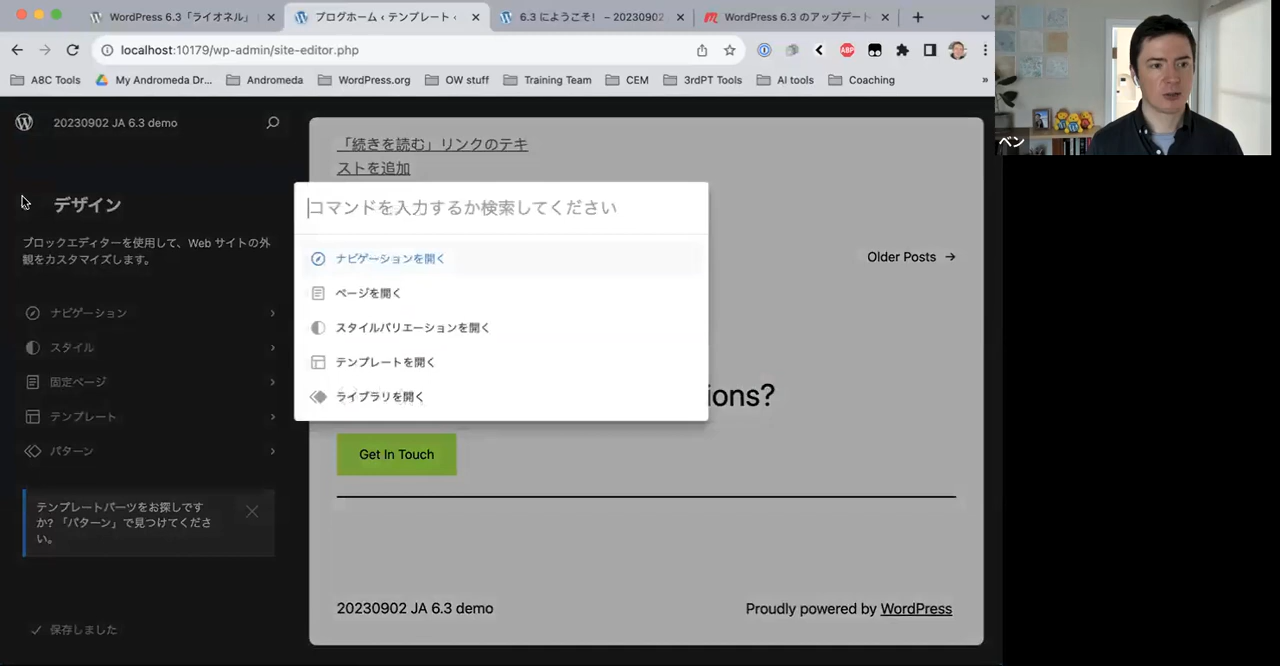 WordPress 6.3「ライオネル」
ブログホーム ‹ テンプレート ‹
6.3 にようこそ! – 20230902
WordPress 6.3 のアップデート
localhost:10179/wp-admin/site-editor.php
ABP
A8C Tools
My Andromeda Dr...
Andromeda
WordPress.org
OW stuff
Training Team
CEM
3rdPT Tools
AI tools
Coaching
»
ベン
20230902 JA 6.3 demo
デザイン
ブロックエディターを使用して、Web サイトの外
観をカスタマイズします。
ナビゲーション
スタイル
固定ページ
テンプレート
パターン
テンプレートパーツをお探しです
か? 「パターン」で見つけてくださ
い。
保存しました
「続きを読む」リンクのテキ
ストを追加
コマンドを入力するか検索してください
ナビゲーションを開く
ページを開く
スタイルバリエーションを開く
テンプレートを開く
ライブラリを開く
Older Posts →
ions?
Get In Touch
20230902 JA 6.3 demo
Proudly powered by WordPress